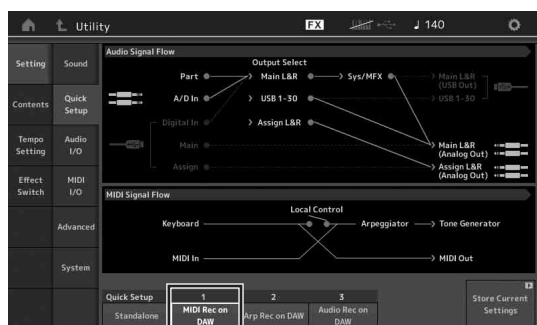 Utility
FX
♩ 140
Setting
Sound
Contents
Quick
Setup
Tempo
Setting
Audio
I/O
Effect
Switch
MIDI
I/O
Advanced
System
Audio Signal Flow
Output Select
Part
Main L&R
Sys/MFX
Main L&R
(USB Out)
A/D In
USB 1-30
USB 1-30
Digital In
Assign L&R
Main
Main L&R
(Analog Out)
Assign
Assign L&R
(Analog Out)
MIDI Signal Flow
Local Control
Keyboard
Arpeggiator
Tone Generator
MIDI In
MIDI Out
Quick Setup
1
2
3
Standalone
MIDI Rec on
DAW
Arp Rec on DAW
Audio Rec on
DAW
Store Current
Settings